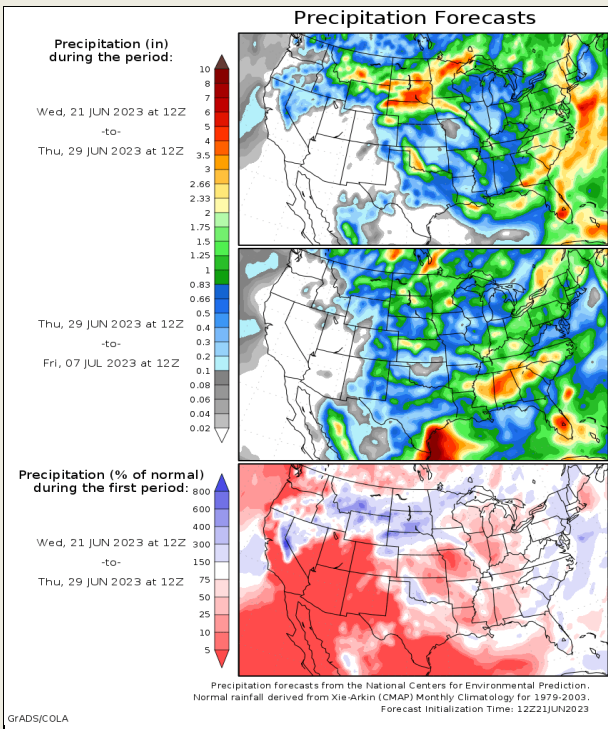 Precipitation Forecasts
Precipitation (in)
during the period:
Wed, 21 JUN 2023 at 12Z
-to-
Thu, 29 JUN 2023 at 12Z
10
8
7
6
5
4
3.5
3
2.66
2.33
2
1.75
1.5
1.25
1
0.83
0.66
0.5
0.4
0.3
0.2
0.1
0.08
0.06
0.04
0.02
Thu, 29 JUN 2023 at 12Z
-to-
Fri, 07 JUL 2023 at 12Z
Precipitation (% of normal)
during the first period:
Wed, 21 JUN 2023 at 12Z
-to-
Thu, 29 JUN 2023 at 12Z
800
600
400
300
150
75
50
25
10
5
Precipitation forecasts from the National Centers for Environmental Prediction.
Normal rainfall derived from Xie-Arkin (CMAP) Monthly Climatology for 1979-2003.
Forecast Initialization Time: 12Z21JUN2023
GrADS/COLA